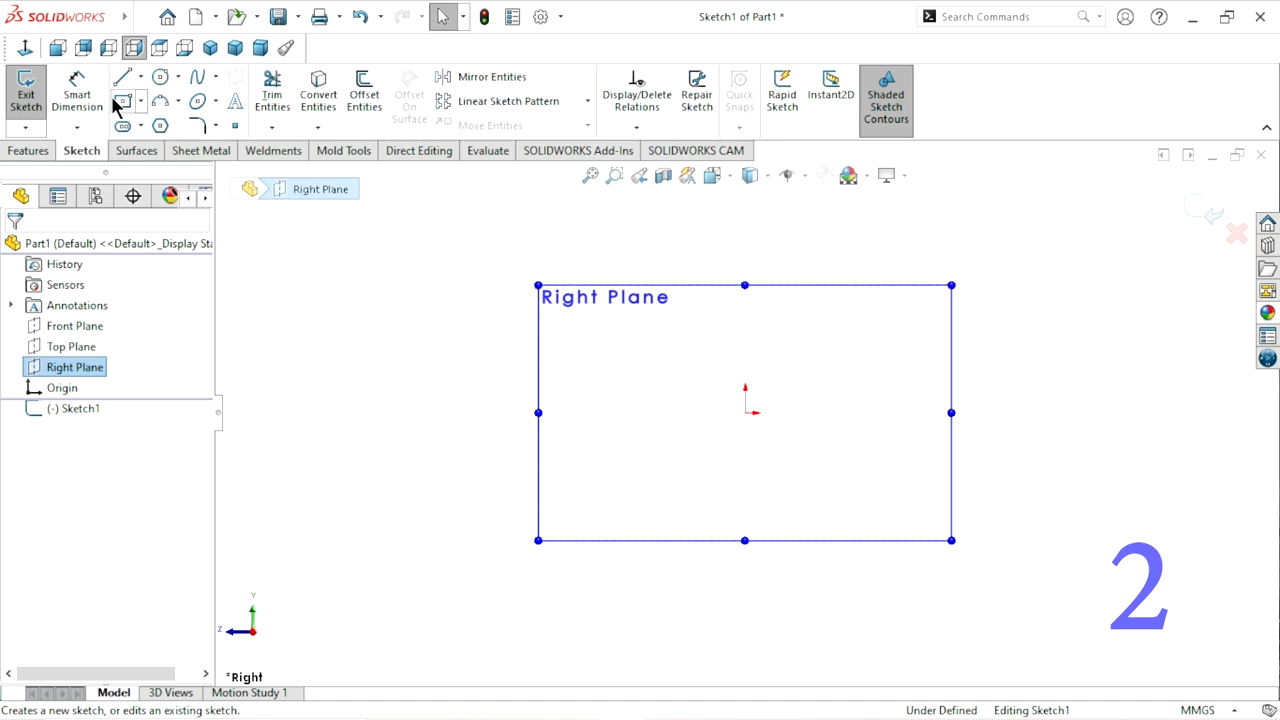 SOLIDWORKS
Sketch1 of Part1 *
Search Commands
Exit
Sketch
Smart
Dimension
Trim
Entities
Convert
Entities
Offset
Entities
Offset
On
Surface
Mirror Entities
Linear Sketch Pattern
Move Entities
Display/Delete
Relations
Repair
Sketch
Quick
Snaps
Rapid
Sketch
Instant2D
Shaded
Sketch
Contours
Features
Sketch
Surfaces
Sheet Metal
Weldments
Mold Tools
Direct Editing
Evaluate
SOLIDWORKS Add-Ins
SOLIDWORKS CAM
Right Plane
Part1 (Default) <<Default>_Display Sta
History
Sensors
Annotations
Front Plane
Top Plane
Right Plane
Origin
(-) Sketch1
Right Plane
2
Y
Z
*Right
Model
3D Views
Motion Study 1
Creates a new sketch, or edits an existing sketch.
Under Defined
Editing Sketch1
MMGS